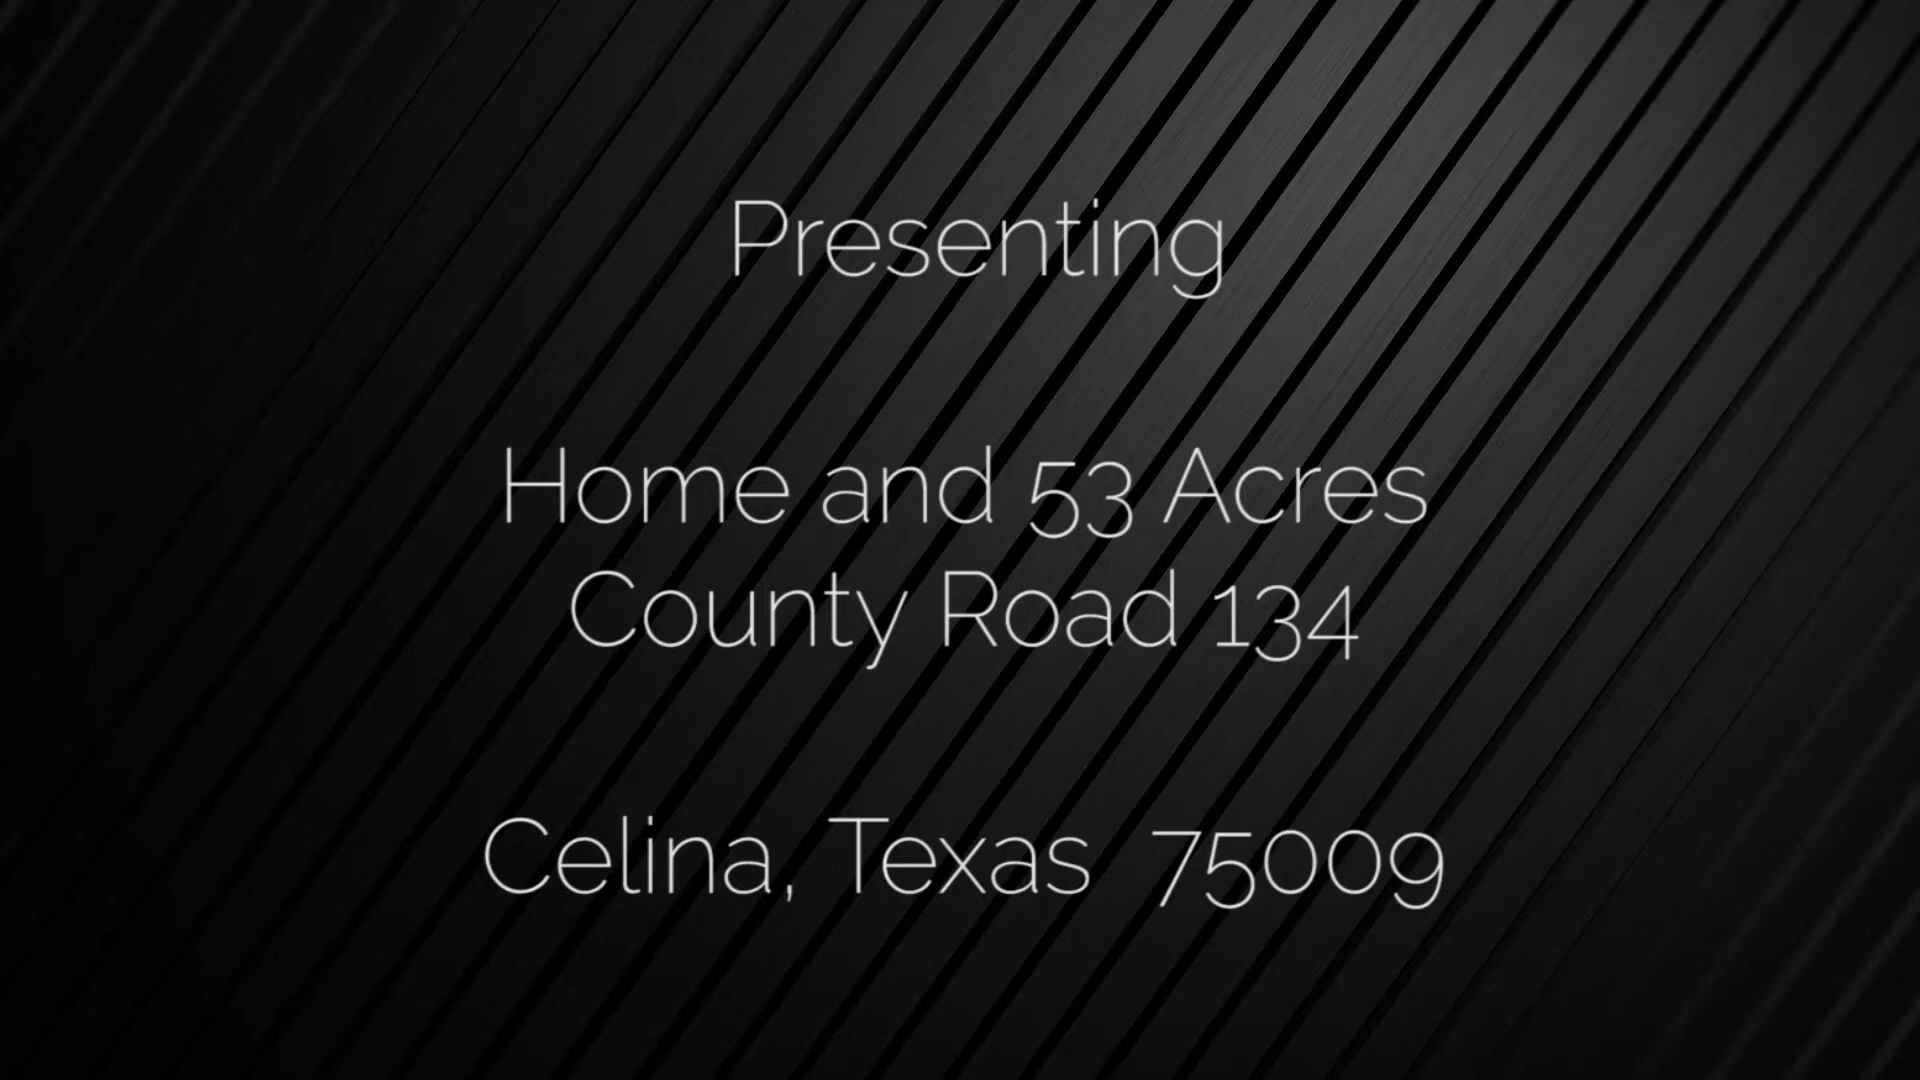 Presenting
Home and 53 Acres
County Road 134
Celina, Texas  75009